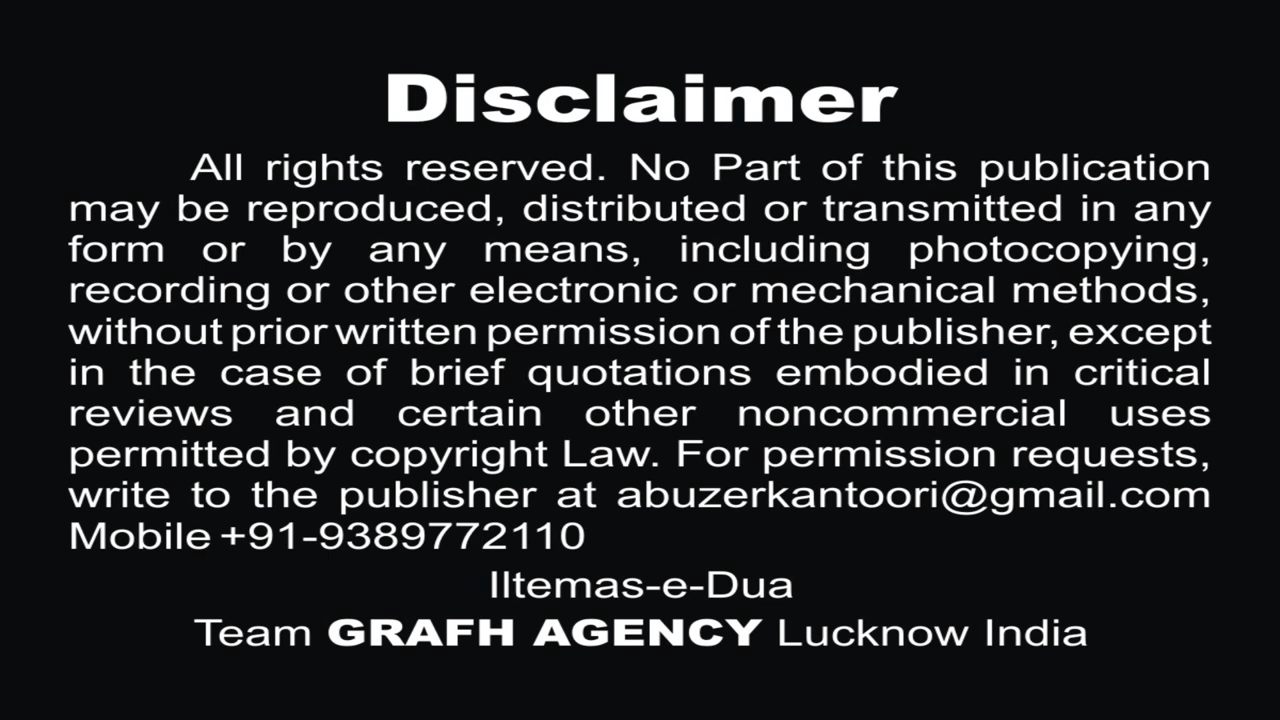 Disclaimer
All rights reserved. No Part of this publication
may be reproduced, distributed or transmitted in any
form or by any means, including photocopying,
recording or other electronic or mechanical methods,
without prior written permission of the publisher, except
in the case of brief quotations embodied in critical
reviews and certain other noncommercial uses
permitted by copyright Law. For permission requests,
write to the publisher at abuzerkantoori@gmail.com
Mobile +91-9389772110
Iltemas-e-Dua
Team GRAFH AGENCY Lucknow India